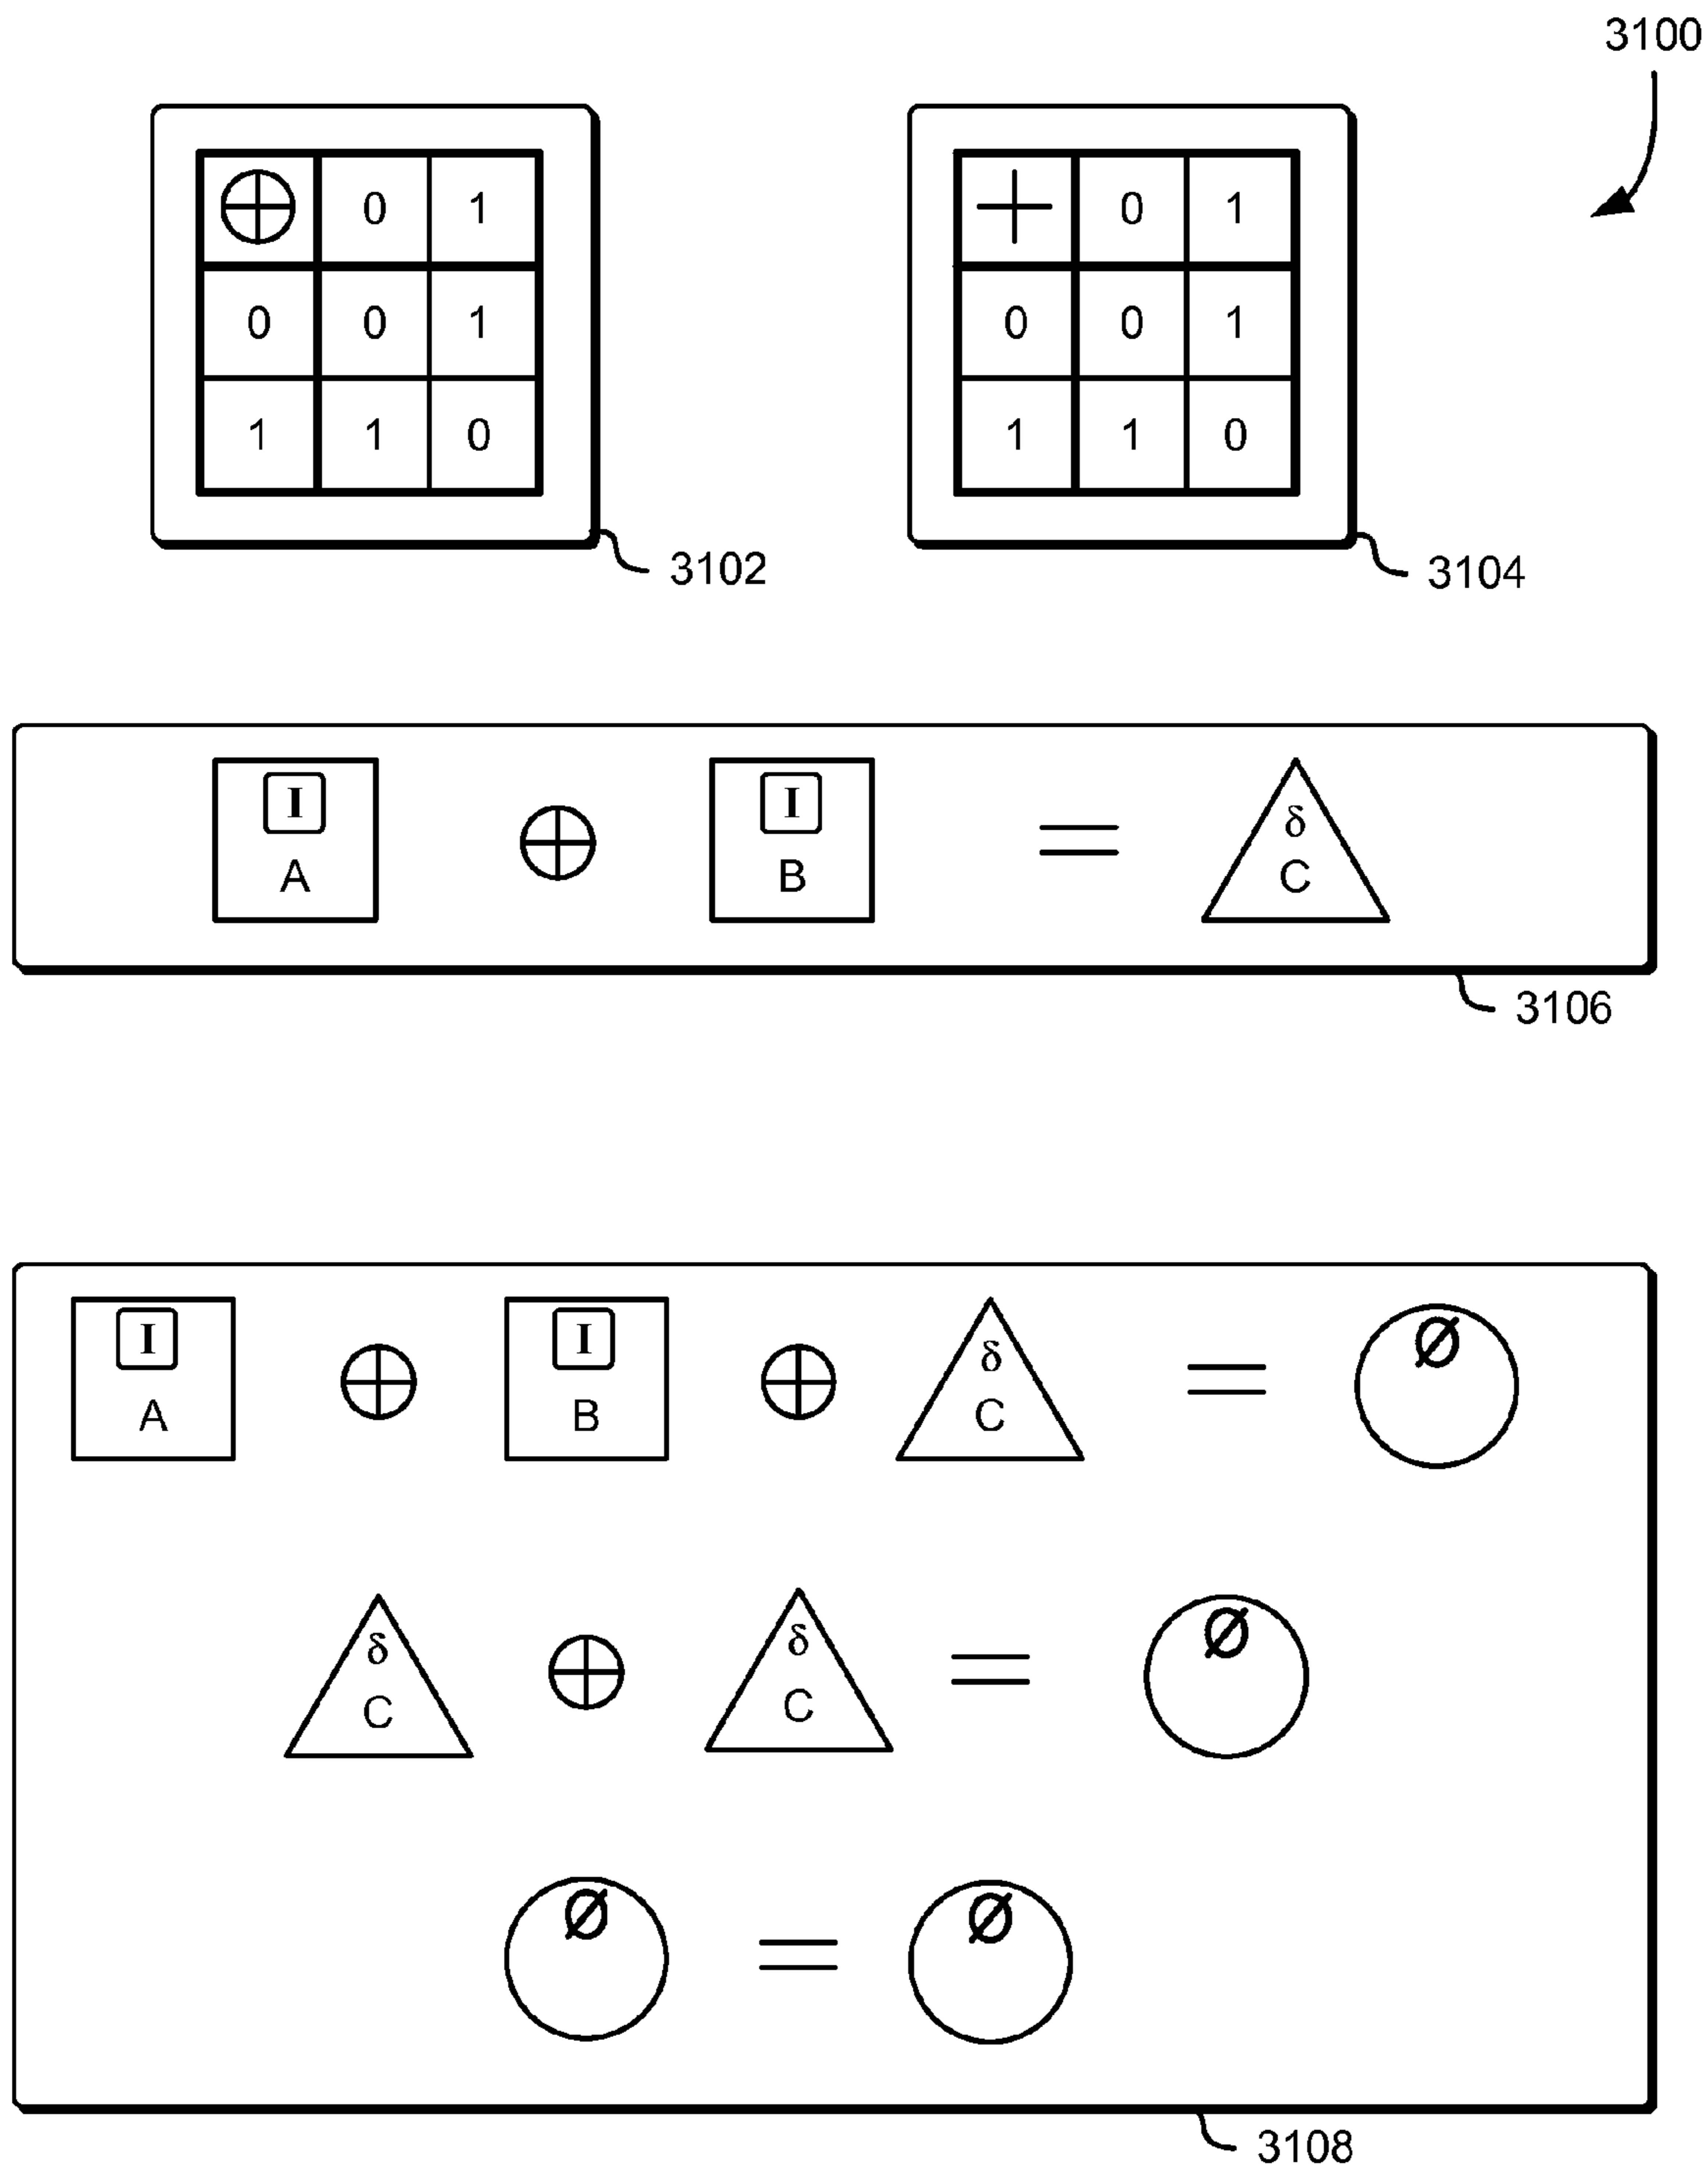 3100
⊕ 0 1
0 0 1
1 1 0
3102
+ 0 1
0 0 1
1 1 0
3104
I I δ
A ⊕ B = C
3106
I I δ Ø
A ⊕ B ⊕ C =
δ δ Ø
C ⊕ C =
Ø = Ø
3108